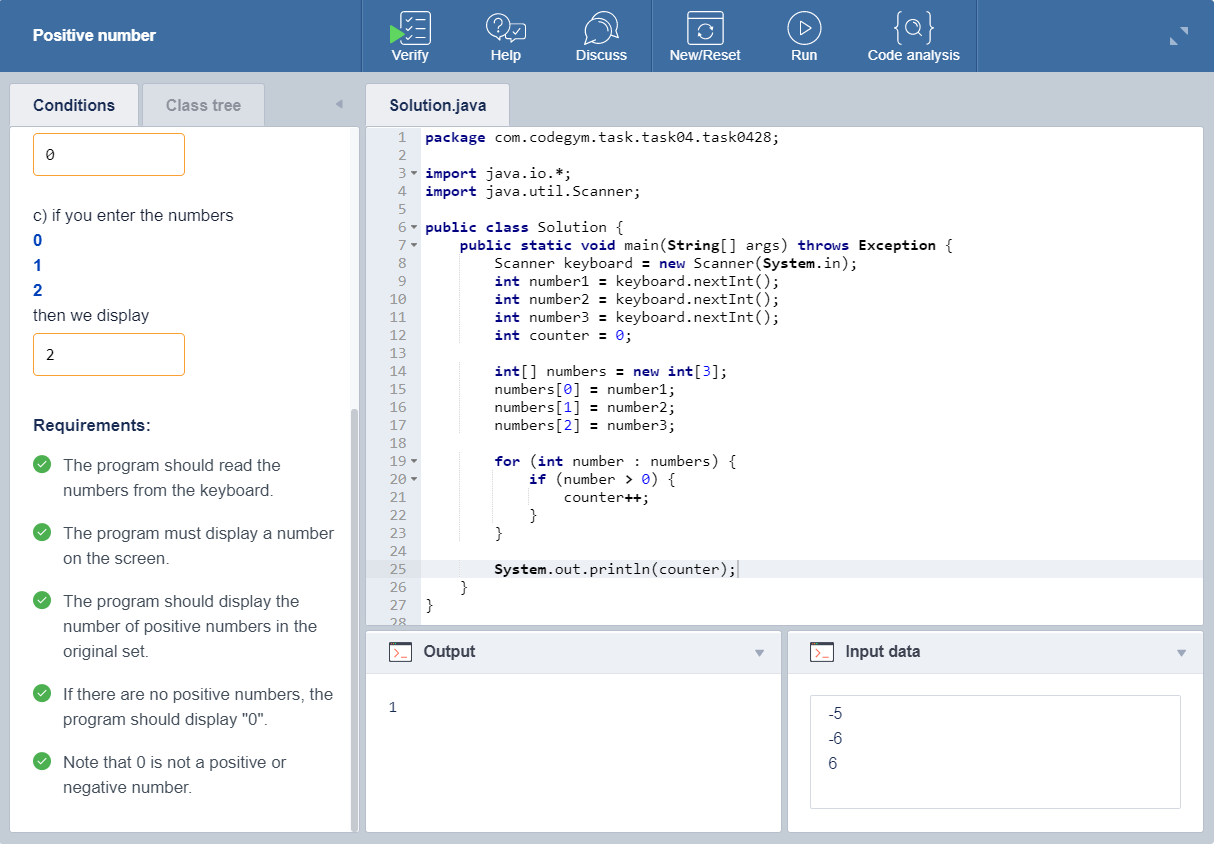 Positive number
Verify
Help
Discuss
New/Reset
Run
Code analysis
Conditions
Class tree
0
c) if you enter the numbers
0
1
2
then we display
2
Requirements:
The program should read the
numbers from the keyboard.
The program must display a number
on the screen.
The program should display the
number of positive numbers in the
original set.
If there are no positive numbers, the
program should display "0".
Note that 0 is not a positive or
negative number.
Solution.java
1 package com.codegym.task.task04.task0428;
2
3 import java.io.*;
4 import java.util.Scanner;
5
6 public class Solution {
7     public static void main(String[] args) throws Exception {
8         Scanner keyboard = new Scanner(System.in);
9         int number1 = keyboard.nextInt();
10         int number2 = keyboard.nextInt();
11         int number3 = keyboard.nextInt();
12         int counter = 0;
13
14         int[] numbers = new int[3];
15         numbers[0] = number1;
16         numbers[1] = number2;
17         numbers[2] = number3;
18
19         for (int number : numbers) {
20             if (number > 0) {
21                 counter++;
22             }
23         }
24
25         System.out.println(counter);
26     }
27 }
28
Output
1
Input data
-5
-6
6